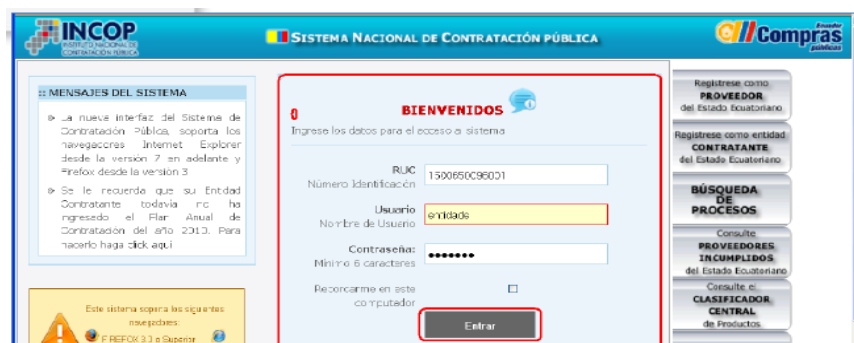 INCOP
INSTITUTO NACIONAL DE
CONTRATACIÓN PÚBLICA
SISTEMA NACIONAL DE CONTRATACIÓN PÚBLICA
Ecuador
Compras
públicas
:: MENSAJES DEL SISTEMA
La nueva interfaz del Sistema de
Contratación Pública, soporta los
navegadores Internet Explorer
desde la versión 7 en adelante y
Firefox desde la versión 3
Se le recuerda que su Entidad
Contratante todavía no ha
ingresado el Plan Anual de
Contratación del año 2010. Para
hacerlo haga click aquí
Este sistema soporta los siguientes
navegadores:
FIREFOX 3.0 o Superior
BIENVENIDOS
Ingrese los datos para el acceso al sistema
RUC
Número Identificación
Usuario
Nombre de Usuario
entidade
Contraseña:
Mínimo 6 caracteres
Recordarme en este
computador
Entrar
Regístrese como
PROVEEDOR
del Estado Ecuatoriano
Regístrese como entidad
CONTRATANTE
del Estado Ecuatoriano
BÚSQUEDA
DE
PROCESOS
Consulte
PROVEEDORES
INCUMPLIDOS
del Estado Ecuatoriano
Consulte el
CLASIFICADOR
CENTRAL
de Productos